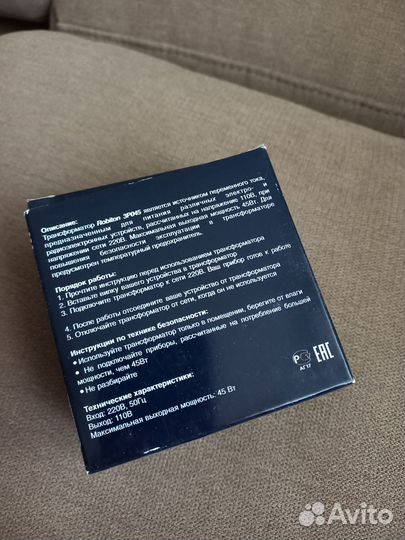 Описание:
Трансформатор Robiton 3P045 является источником переменного тока,
предназначенным для питания различных электро- и
радиоэлектронных устройств, рассчитанных на напряжение 110В, при
напряжении сети 220В. Максимальная выходная мощность 45Вт. Для
повышения безопасности эксплуатации в трансформаторе
предусмотен температурный предохранитель.
Порядок работы:
1. Прочтите инструкцию перед использованием трансформатора
2. Вставьте вилку вашего устройства в трансформатор
3. Подключите трансформатор к сети 220В. Ваш прибор готов к работе
4. После работы отсоедините ваше устройство от трансформатора
5. Отключайте трансформатор от сети, когда он не используется
Инструкции по технике безопасности:
• Используйте трансформатор только в помещении, берегите от влаги
• Не подключайте приборы, рассчитанные на потребление большей
мощности, чем 45Вт
• Не разбирайте
Технические характеристики:
Вход: 220В, 50Гц
Выход: 110В
Максимальная выходная мощность: 45 Вт
АГ17
ЕАС
Avito